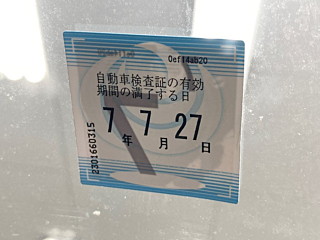 0ef14ab20
自動車検査証の有効
期間の満了する日
7年 7月 27日
2301660315